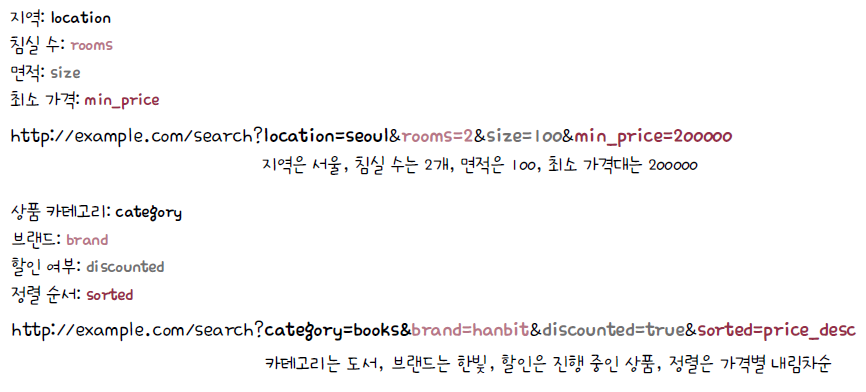 지역: location
침실 수: rooms
면적: size
최소 가격: min_price
http://example.com/search?location=seoul&rooms=2&size=100&min_price=200000
지역은 서울, 침실 수는 2개, 면적은 100, 최소 가격대는 200000
상품 카테고리: category
브랜드: brand
할인 여부: discounted
정렬 순서: sorted
http://example.com/search?category=books&brand=hanbit&discounted=true&sorted=price_desc
카테고리는 도서, 브랜드는 한빛, 할인은 진행 중인 상품, 정렬은 가격별 내림차순